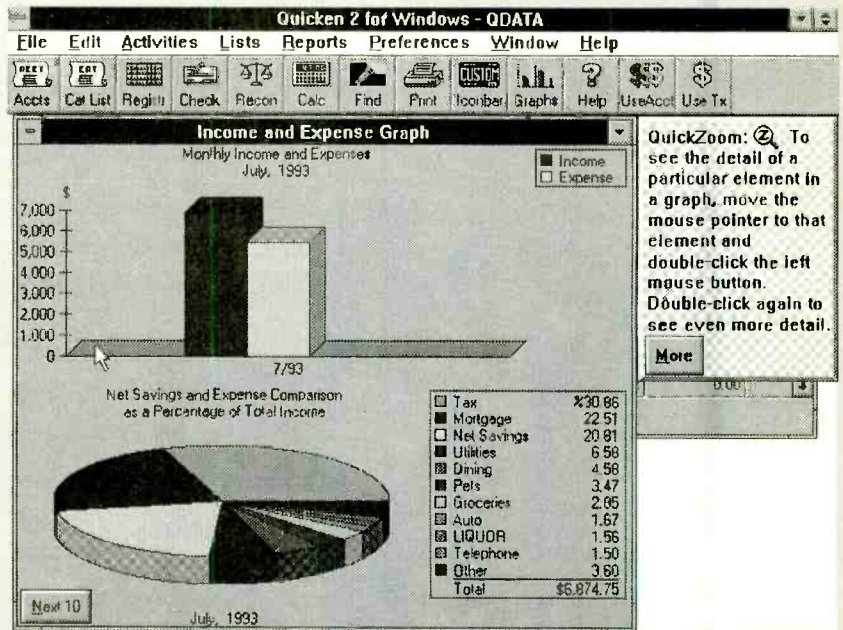 Quicken 2 for Windows - QDATA
File Edit Activities Lists Reports Preferences Window Help
Accts Cat List Register Check Recon Calc Find Print Iconbar Graphs Help UseAcct Use Tx
Income and Expense Graph
Monthly Income and Expenses
July, 1993
Income
Expense
$
7,000
6,000
5,000
4,000
3,000
2,000
1,000
0
7/93
QuickZoom: To
see the detail of a
particular element in
a graph, move the
mouse pointer to that
element and
double-click the left
mouse button.
Double-click again to
see even more detail.
More
0.00
Net Savings and Expense Comparison
as a Percentage of Total Income
Tax %30.86
Mortgage 22.51
Net Savings 20.81
Utilities 6.58
Dining 4.58
Pets 3.47
Groceries 2.85
Auto 1.67
LIQUOR 1.56
Telephone 1.50
Other 3.60
Total $6,874.75
Next 10
July, 1993